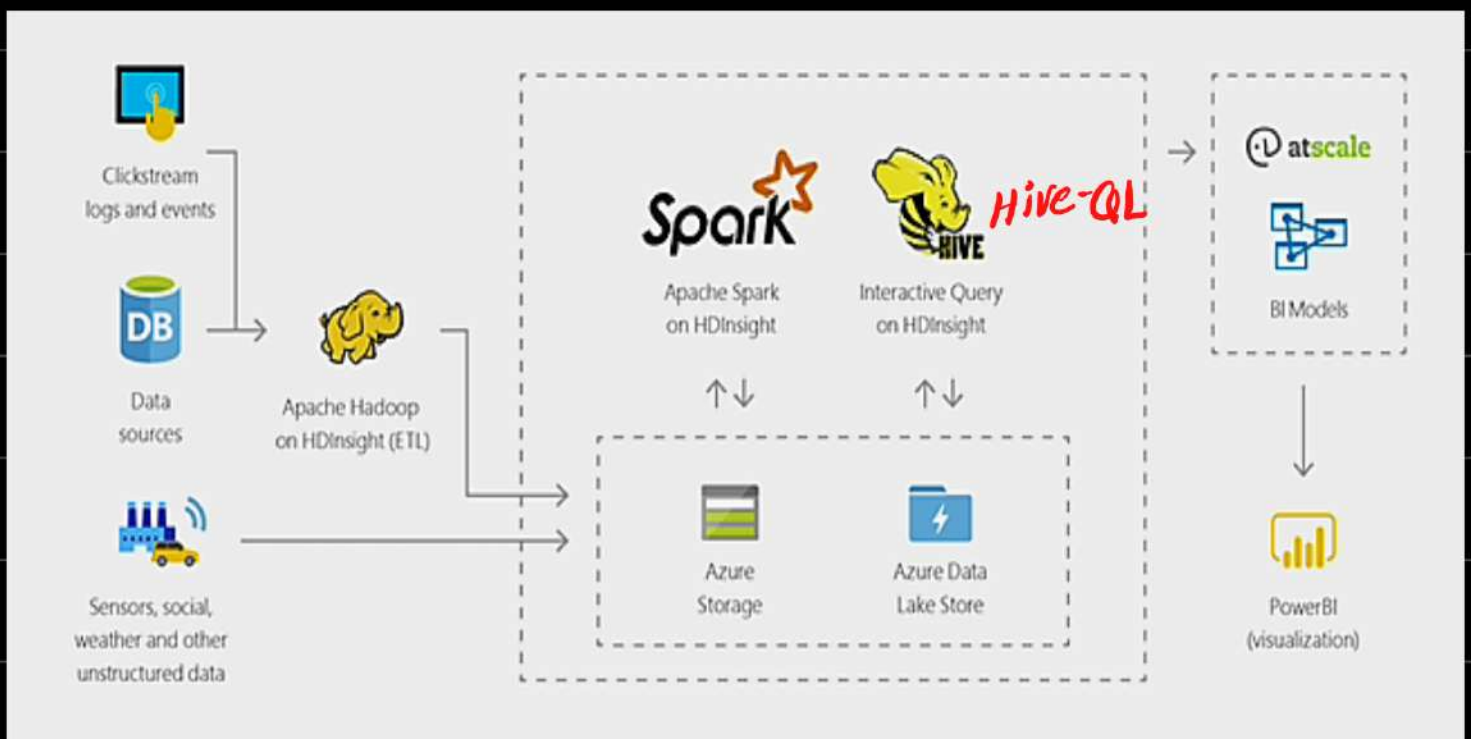 Clickstream
logs and events
DB
Data
sources
Sensors, social,
weather and other
unstructured data
Apache Hadoop
on HDInsight (ETL)
Spark
Apache Spark
on HDInsight
HIVE
Hive-QL
Interactive Query
on HDInsight
Azure
Storage
Azure Data
Lake Store
atscale
BI Models
PowerBI
(visualization)